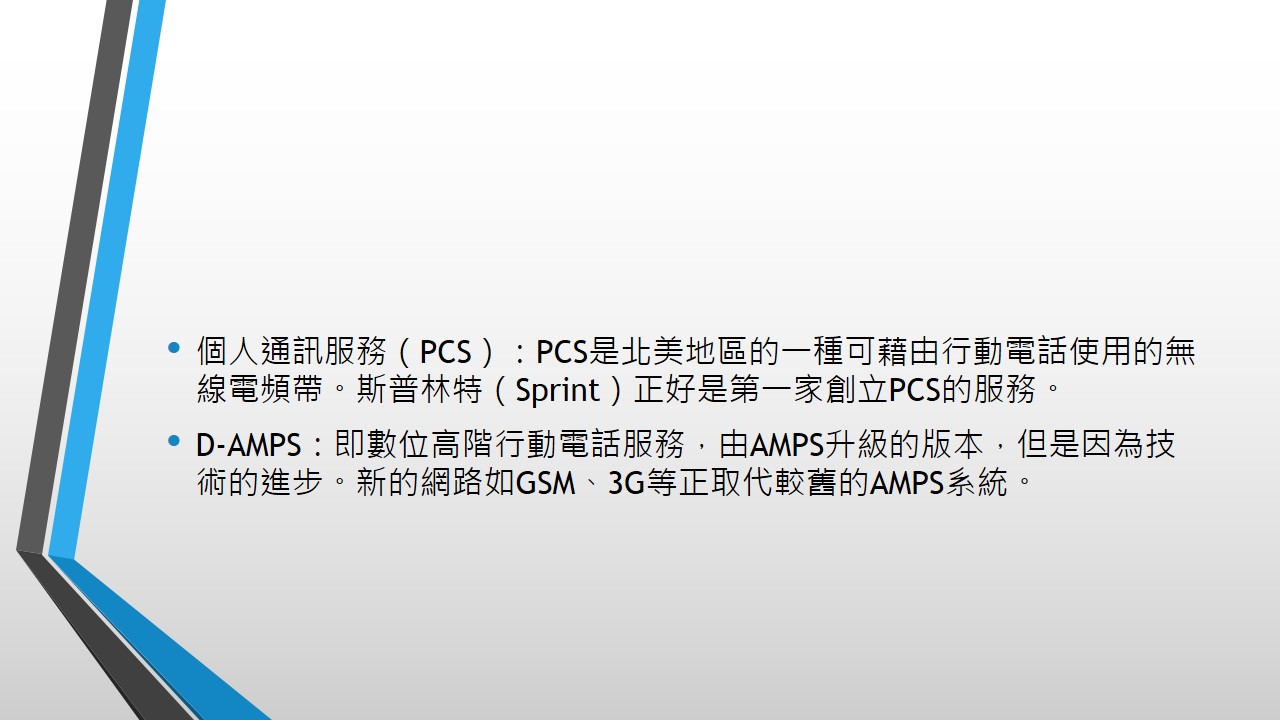 個人通訊服務（PCS）：PCS是北美地區的一種可藉由行動電話使用的無
線電頻帶。斯普林特（Sprint）正好是第一家創立PCS的服務。
D-AMPS：即數位高階行動電話服務，由AMPS升級的版本，但是因為技
術的進步。新的網路如GSM、3G等正取代較舊的AMPS系統。